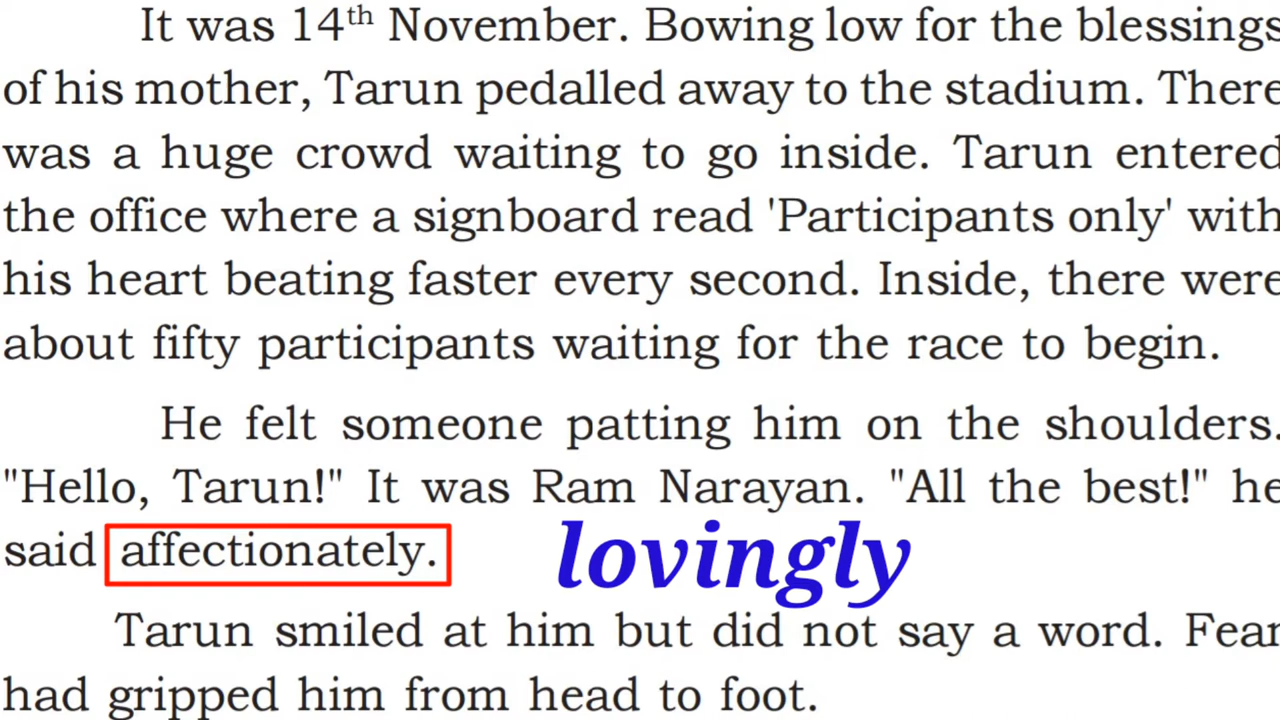 It was 14th November. Bowing low for the blessings
of his mother, Tarun pedalled away to the stadium. There
was a huge crowd waiting to go inside. Tarun entered
the office where a signboard read 'Participants only' with
his heart beating faster every second. Inside, there were
about fifty participants waiting for the race to begin.
He felt someone patting him on the shoulders.
"Hello, Tarun!" It was Ram Narayan. "All the best!" he
said affectionately. lovingly
Tarun smiled at him but did not say a word. Fear
had gripped him from head to foot.